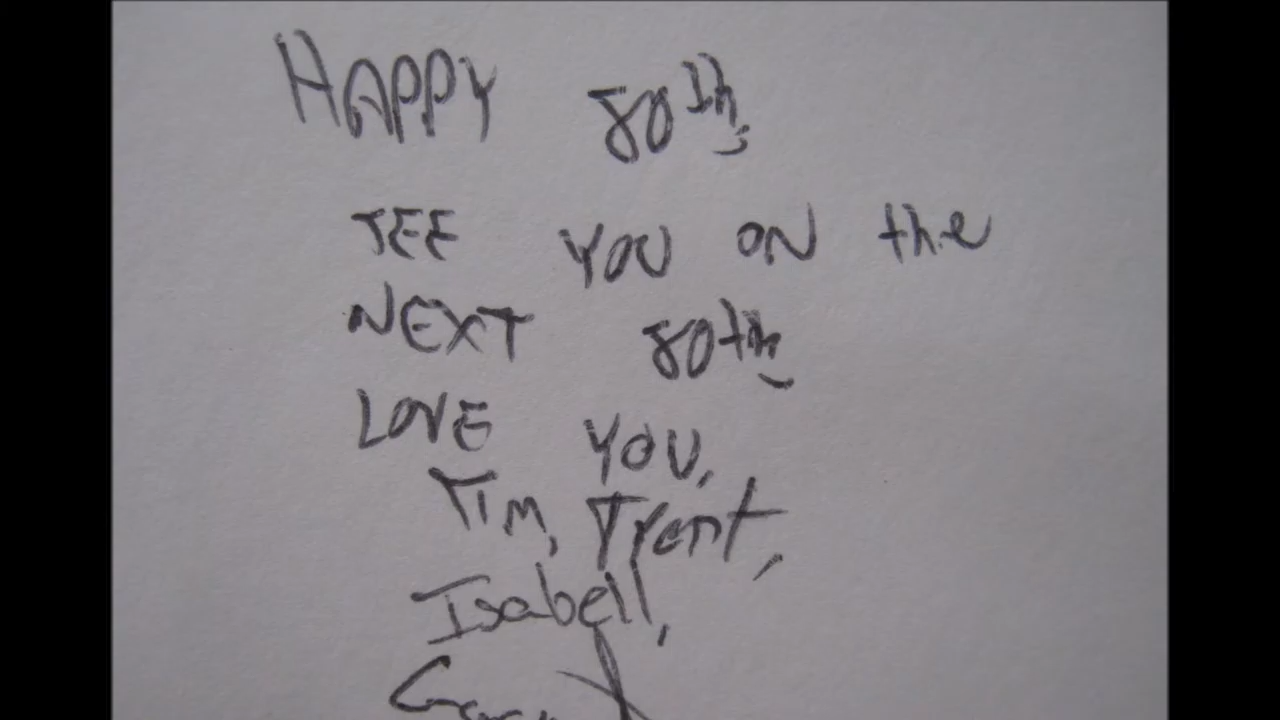 HAPPY 80th,
SEE YOU ON the
NEXT 80th
LOVE YOU,
TIM, Trent,
Isabell,